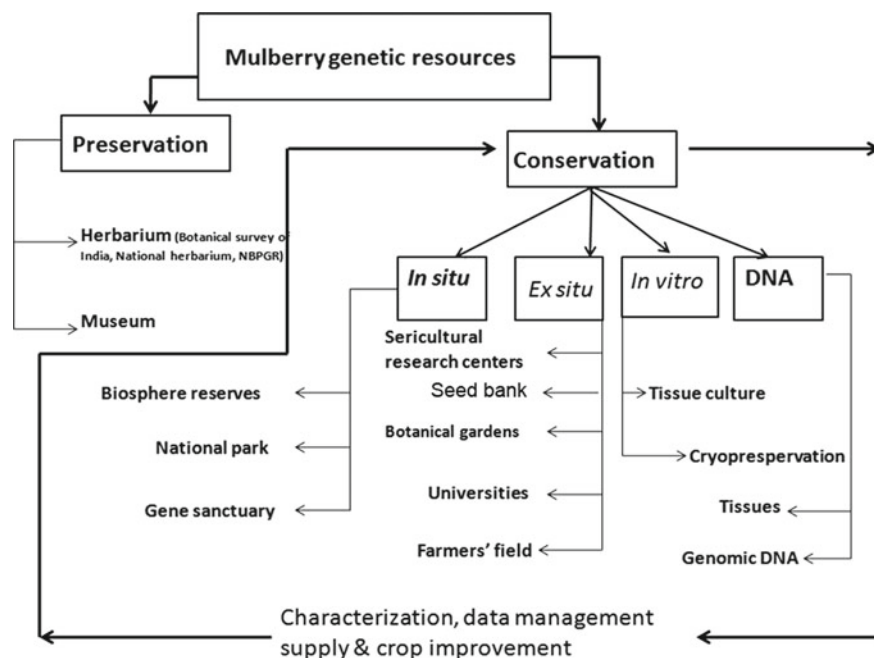 Mulberry genetic resources
Preservation
Conservation
Herbarium (Botanical survey of
India, National herbarium, NBPGR)
Museum
In situ
Ex situ
In vitro
DNA
Biosphere reserves
National park
Gene sanctuary
Sericultural
research centers
Seed bank
Botanical gardens
Universities
Farmers' field
Tissue culture
Cryoprespervation
Tissues
Genomic DNA
Characterization, data management
supply & crop improvement